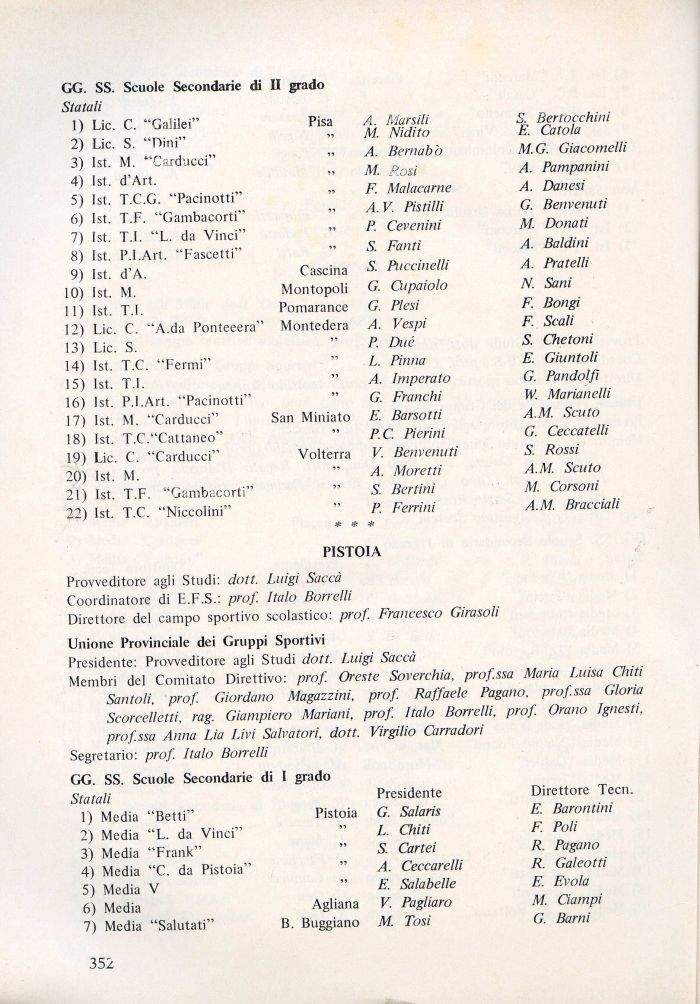 GG. SS. Scuole Secondarie di II grado
Statali
1) Lic. C. “Galilei” Pisa A. Marsili S. Bertocchini
2) Lic. S. “Dini” ” M. Nidito E. Catola
3) Ist. M. “Carducci” ” A. Bernabò M.G. Giacomelli
4) Ist. d’Art. ” M. Rosi A. Pampanini
5) Ist. T.C.G. “Pacinotti” ” F. Malacarne A. Danesi
6) Ist. T.F. “Gambacorti” ” A.V. Pistilli G. Benvenuti
7) Ist. T.I. “L. da Vinci” ” P. Cevenini M. Donati
8) Ist. P.I.Art. “Fascetti” ” S. Fanti A. Baldini
9) Ist. d’A. Cascina S. Puccinelli A. Pratelli
10) Ist. M. Montopoli G. Cupaiolo N. Sani
11) Ist. T.I. Pomarance G. Plesi F. Bongi
12) Lic. C. “A.da Ponteeera” Montedera A. Vespi F. Scali
13) Lic. S. ” P. Dué S. Chetoni
14) Ist. T.C. “Fermi” ” L. Pinna E. Giuntoli
15) Ist. T.I. ” A. Imperato G. Pandolfi
16) Ist. P.I.Art. “Pacinotti” ” G. Franchi W. Marianelli
17) Ist. M. “Carducci” San Miniato E. Barsotti A.M. Scuto
18) Ist. T.C.“Cattaneo” ” P.C. Pierini G. Ceccatelli
19) Lic. C. “Carducci” Volterra V. Benvenuti S. Rossi
20) Ist. M. ” A. Moretti A.M. Scuto
21) Ist. T.F. “Gambacorti” ” S. Bertini M. Corsoni
22) Ist. T.C. “Niccolini” ” P. Ferrini A.M. Bracciali
* * *
PISTOIA
Provveditore agli Studi: dott. Luigi Saccà
Coordinatore di E.F.S.: prof. Italo Borrelli
Direttore del campo sportivo scolastico: prof. Francesco Girasoli
Unione Provinciale dei Gruppi Sportivi
Presidente: Provveditore agli Studi dott. Luigi Saccà
Membri del Comitato Direttivo: prof. Oreste Soverchia, prof.ssa Maria Luisa Chiti
Santoli, prof. Giordano Magazzini, prof. Raffaele Pagano, prof.ssa Gloria
Scorcelletti, rag. Giampiero Mariani, prof. Italo Borrelli, prof. Orano Ignesti,
prof.ssa Anna Lia Livi Salvatori, dott. Virgilio Carradori
Segretario: prof. Italo Borrelli
GG. SS. Scuole Secondarie di I grado
Statali Presidente Direttore Tecn.
1) Media “Betti” Pistoia G. Salaris E. Barontini
2) Media “L. da Vinci” ” L. Chiti F. Poli
3) Media “Frank” ” S. Cartei R. Pagano
4) Media “C. da Pistoia” ” A. Ceccarelli R. Galeotti
5) Media V ” E. Salabelle E. Evola
6) Media Agliana V. Pagliaro M. Ciampi
7) Media “Salutati” B. Buggiano M. Tosi G. Barni
352